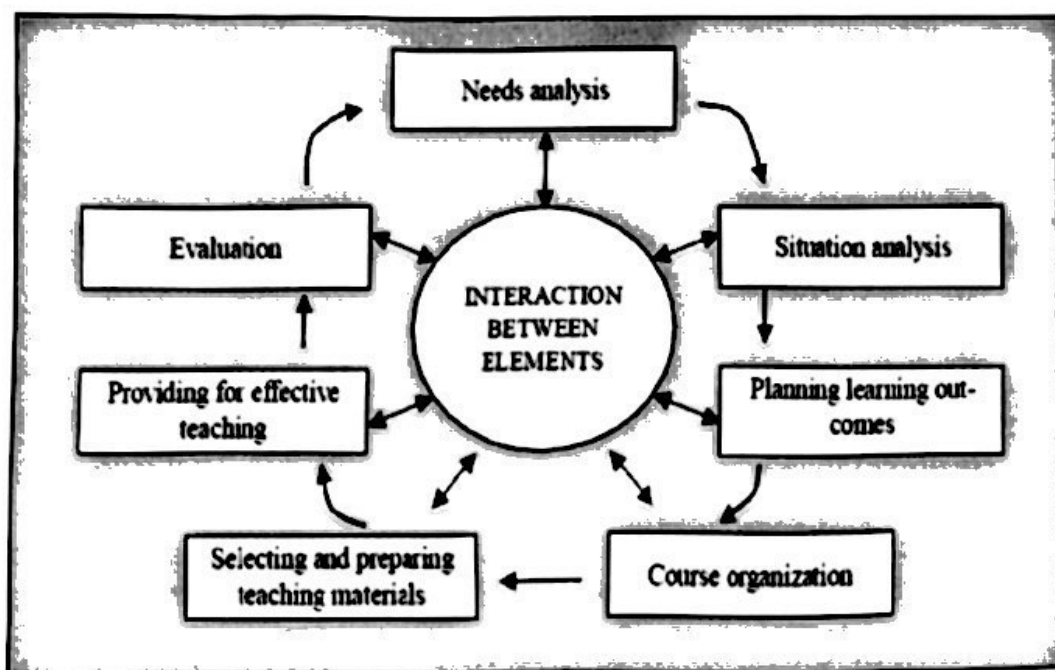 Needs analysis
Evaluation
Situation analysis
INTERACTION
BETWEEN
ELEMENTS
Providing for effective
teaching
Planning learning out-
comes
Selecting and preparing
teaching materials
Course organization